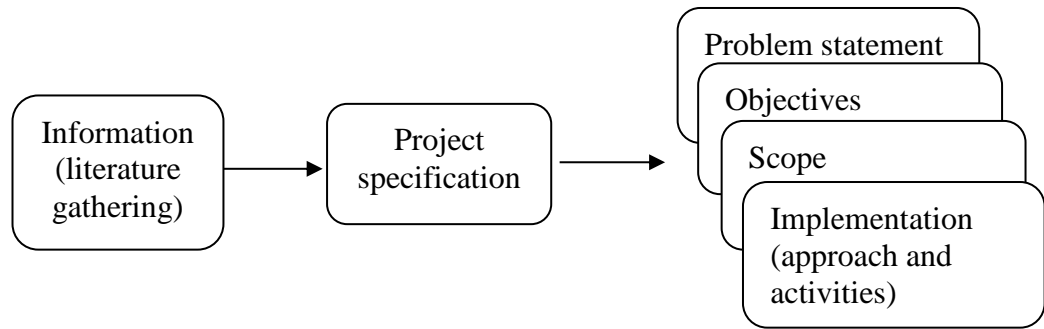 Information
(literature
gathering)
Project
specification
Problem statement
Objectives
Scope
Implementation
(approach and
activities)